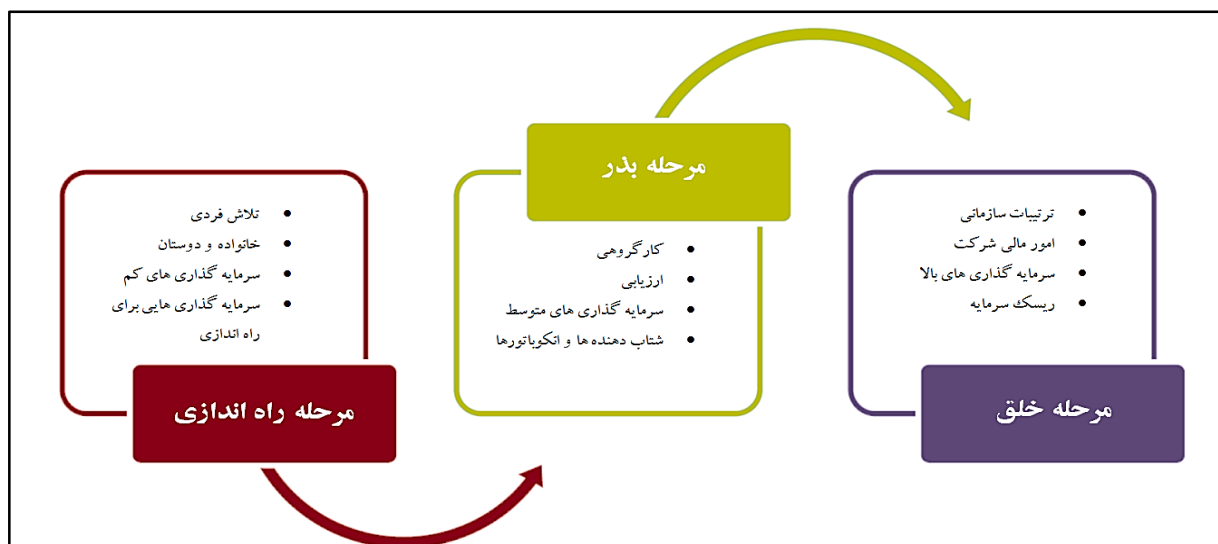 تلاش فردی
خانواده و دوستان
سرمایه گذاری های کم
سرمایه گذاری هایی برای
راه اندازی
مرحله راه اندازی
مرحله بذر
کارگروهی
ارزیابی
سرمایه گذاری های متوسط
شتاب دهنده ها و انکوباتورها
ترتیبات سازمانی
امور مالی شرکت
سرمایه گذاری های بالا
ریسک سرمایه
مرحله خلق